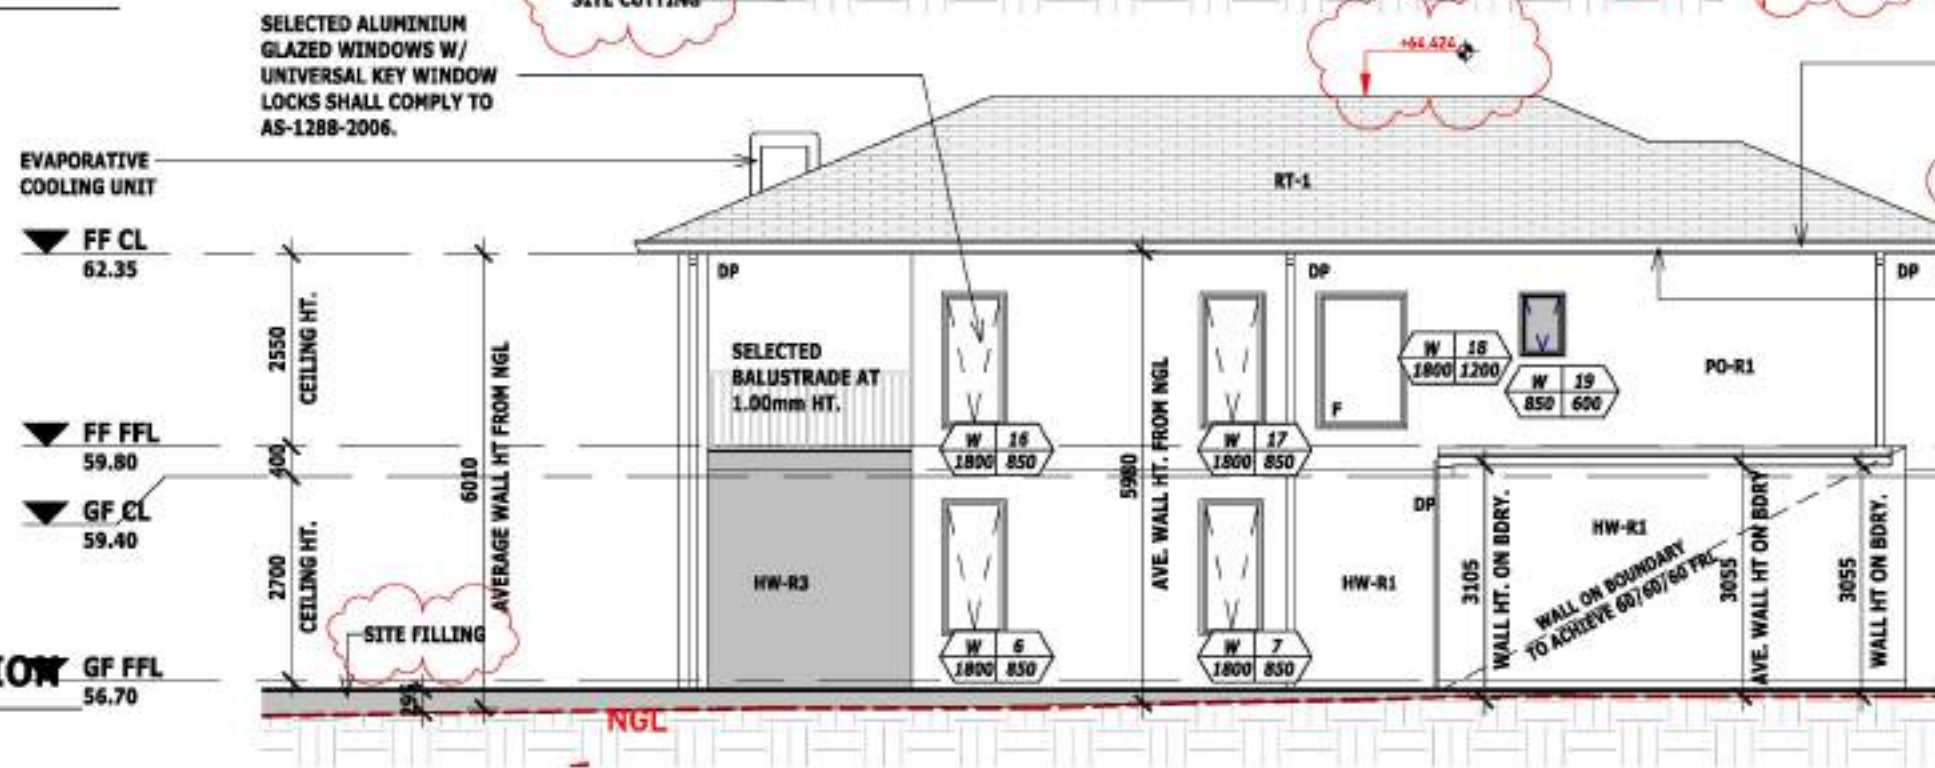 SITE CUTTING
SELECTED ALUMINIUM
GLAZED WINDOWS W/
UNIVERSAL KEY WINDOW
LOCKS SHALL COMPLY TO
AS-1288-2006.
+64.424
EVAPORATIVE
COOLING UNIT
RT-1
FF CL
62.35
DP
DP
DP
2550
CEILING HT.
SELECTED
BALUSTRADE AT
1.00mm HT.
W 18
1800 1200
W 19
850 600
PO-R1
F
FF FFL
59.80
400
6010
AVERAGE WALL HT FROM NGL
W 16
1800 850
5980
AVE. WALL HT. FROM NGL
W 17
1800 850
GF CL
59.40
DP
2700
CEILING HT.
HW-R3
HW-R1
3105
WALL HT. ON BDRY.
HW-R1
WALL ON BOUNDARY
TO ACHIEVE 60/60/60 FRL
3055
AVE. WALL HT ON BDRY
3055
WALL HT ON BDRY.
SITE FILLING
W 6
1800 850
W 7
1800 850
ION
GF FFL
56.70
NGL